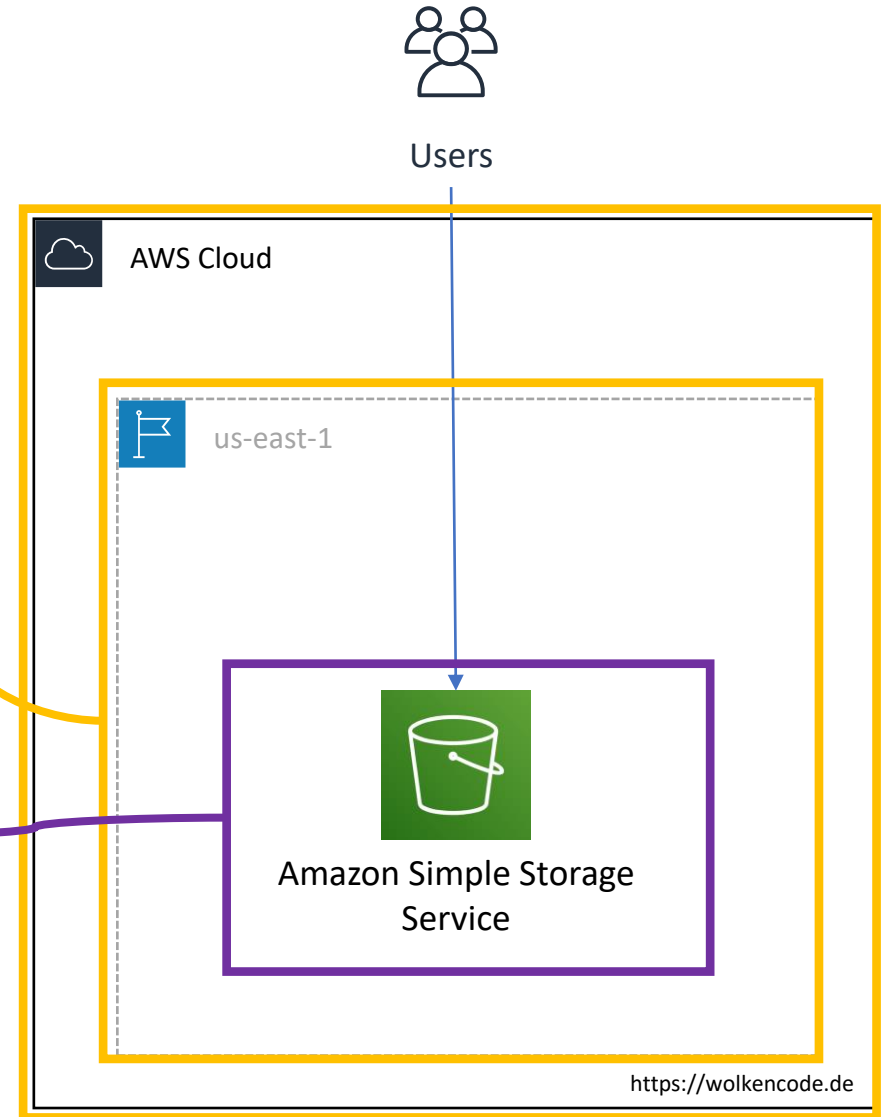 Users
AWS Cloud
us-east-1
Amazon Simple Storage
Service
https://wolkencode.de